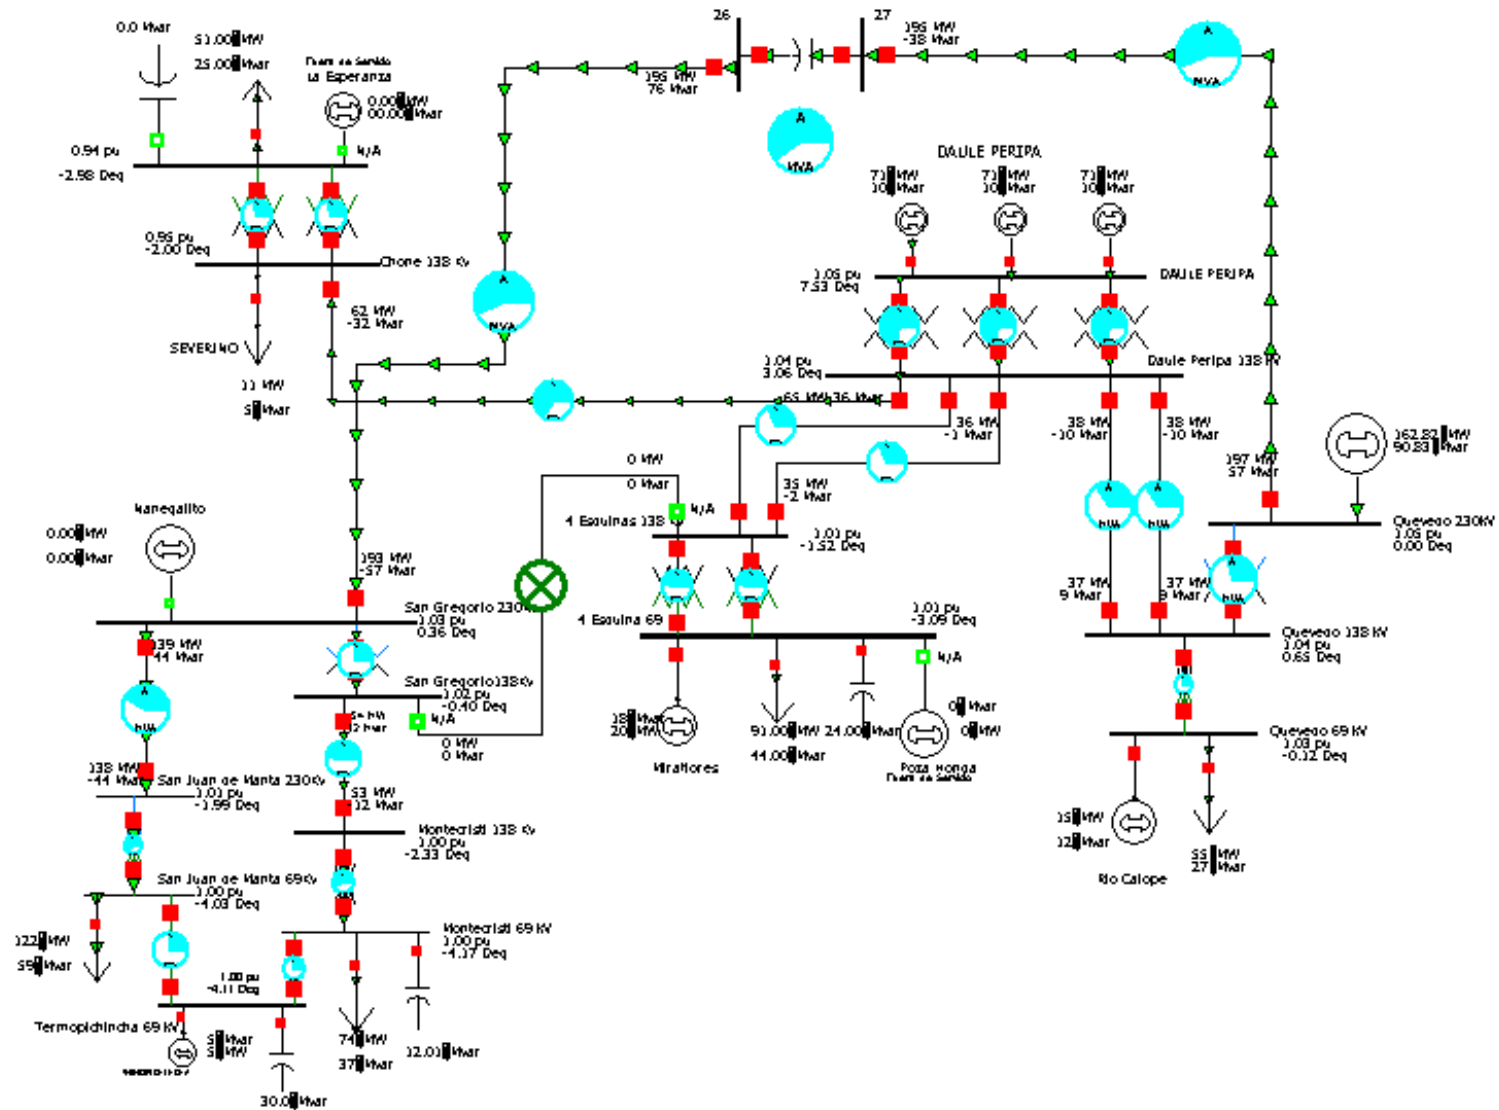 0.0 Mvar
51.00 MW
25.00 Mvar
La Esperanza
0.00 MW
00.00 Mvar
N/A
0.94 pu
-2.98 Deg
0.95 pu
-2.00 Deg
Chone 138 Kv
62 MW
-32 Mvar
SEVERINO
11 MW
5 Mvar
26
27
195 MW
-38 Mvar
A
MVA
195 MW
76 Mvar
A
MVA
A
MVA
DAULE PERIPA
71 MW
10 Mvar
71 MW
10 Mvar
71 MW
10 Mvar
1.05 pu
7.53 Deg
DAULE PERIPA
1.04 pu
3.06 Deg
Daule Peripa 138 kV
65 MW 36 Mvar
36 MW
-1 Mvar
38 MW
-10 Mvar
38 MW
-10 Mvar
35 MW
-2 Mvar
0 MW
0 Mvar
N/A
4 Esquinas 138
1.01 pu
-1.52 Deg
4 Esquina 69
1.01 pu
-3.09 Deg
N/A
18 Mvar
20 MW
Miraflores
91.00 MW
44.00 Mvar
24.00 Mvar
0 Mvar
0 MW
Poza Honda
162.82 MW
90.83 Mvar
197 MW
57 Mvar
Quevedo 230kV
1.05 pu
0.00 Deg
37 MW
9 Mvar
37 MW
9 Mvar
Quevedo 138 kV
1.04 pu
0.65 Deg
Quevedo 69 kV
1.03 pu
-0.12 Deg
15 MW
12 Mvar
Rio Calope
55 MW
27 Mvar
0.00 MW
0.00 Mvar
193 MW
-57 Mvar
San Gregorio 230Kv
1.03 pu
0.36 Deg
139 MW
-44 Mvar
San Gregorio 138Kv
1.02 pu
-0.40 Deg
N/A
0 MW
0 Mvar
138 MW
-44 Mvar
San Juan de Manta 230Kv
1.01 pu
-1.99 Deg
53 MW
-12 Mvar
Montecristi 138 Kv
1.00 pu
-2.33 Deg
San Juan de Manta 69Kv
1.00 pu
-4.03 Deg
122 MW
59 Mvar
Montecristi 69 kV
1.00 pu
-4.17 Deg
1.00 pu
-4.11 Deg
Termopichincha 69 kV
5 Mvar
5 MW
30.0 Mvar
74 MW
37 Mvar
12.01 Mvar